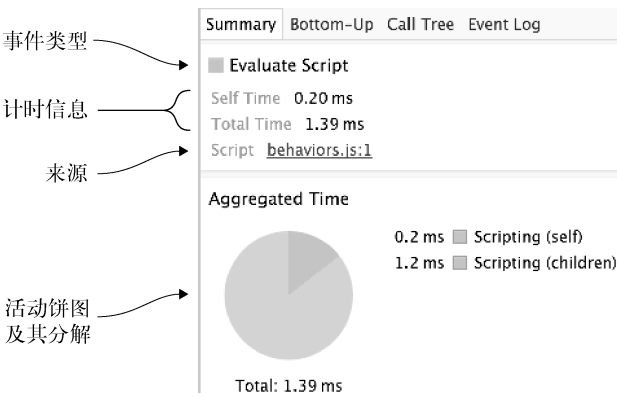 Summary Bottom-Up Call Tree Event Log
事件类型
Evaluate Script
计时信息
Self Time 0.20 ms
Total Time 1.39 ms
来源
Script behaviors.js:1
Aggregated Time
0.2 ms Scripting (self)
1.2 ms Scripting (children)
活动饼图
及其分解
Total: 1.39 ms